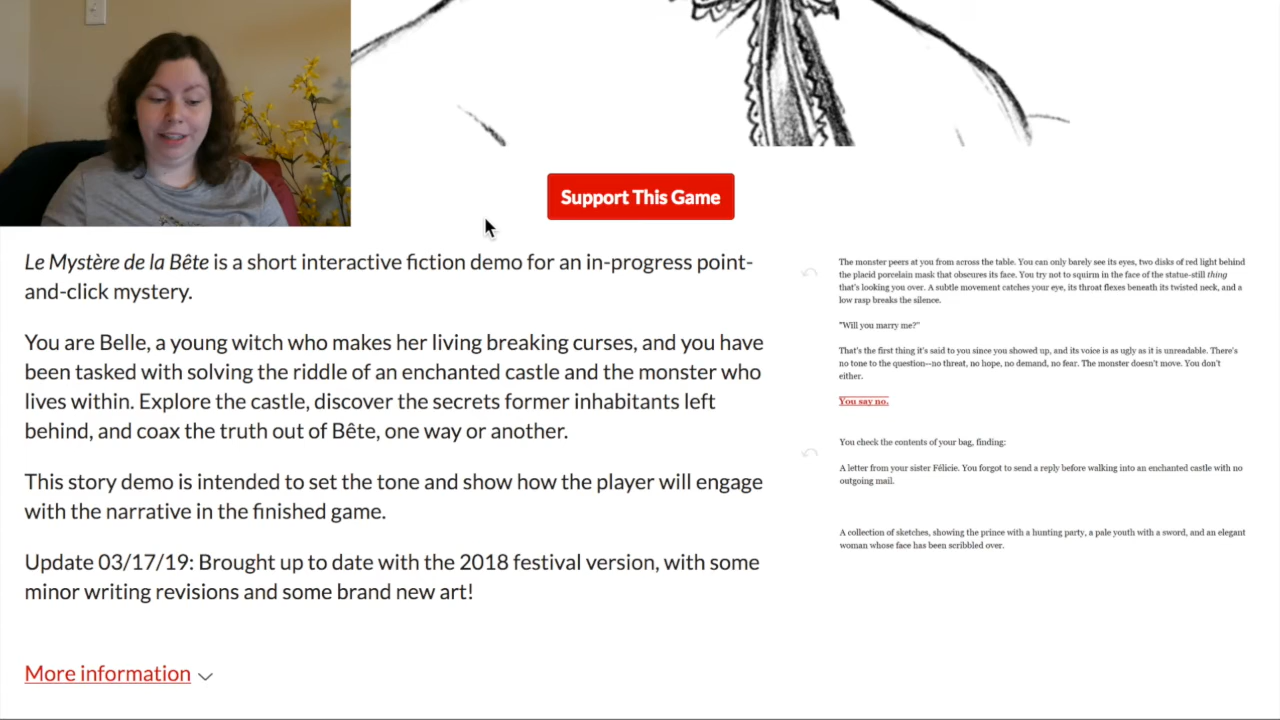 Support This Game
Le Mystère de la Bête is a short interactive fiction demo for an in-progress point-
and-click mystery.
You are Belle, a young witch who makes her living breaking curses, and you have
been tasked with solving the riddle of an enchanted castle and the monster who
lives within. Explore the castle, discover the secrets former inhabitants left
behind, and coax the truth out of Bête, one way or another.
This story demo is intended to set the tone and show how the player will engage
with the narrative in the finished game.
Update 03/17/19: Brought up to date with the 2018 festival version, with some
minor writing revisions and some brand new art!
More information
The monster peers at you from across the table. You can only barely see its eyes, two disks of red light behind
the placid porcelain mask that obscures its face. You try not to squirm in the face of the statue-still thing
that's looking you over. A subtle movement catches your eye, its throat flexes beneath its twisted neck, and a
low rasp breaks the silence.
"Will you marry me?"
That's the first thing it's said to you since you showed up, and its voice is as ugly as it is unreadable. There's
no tone to the question--no threat, no hope, no demand, no fear. The monster doesn't move. You don't
either.
You say no.
You check the contents of your bag, finding:
A letter from your sister Félicie. You forgot to send a reply before walking into an enchanted castle with no
outgoing mail.
A collection of sketches, showing the prince with a hunting party, a pale youth with a sword, and an elegant
woman whose face has been scribbled over.